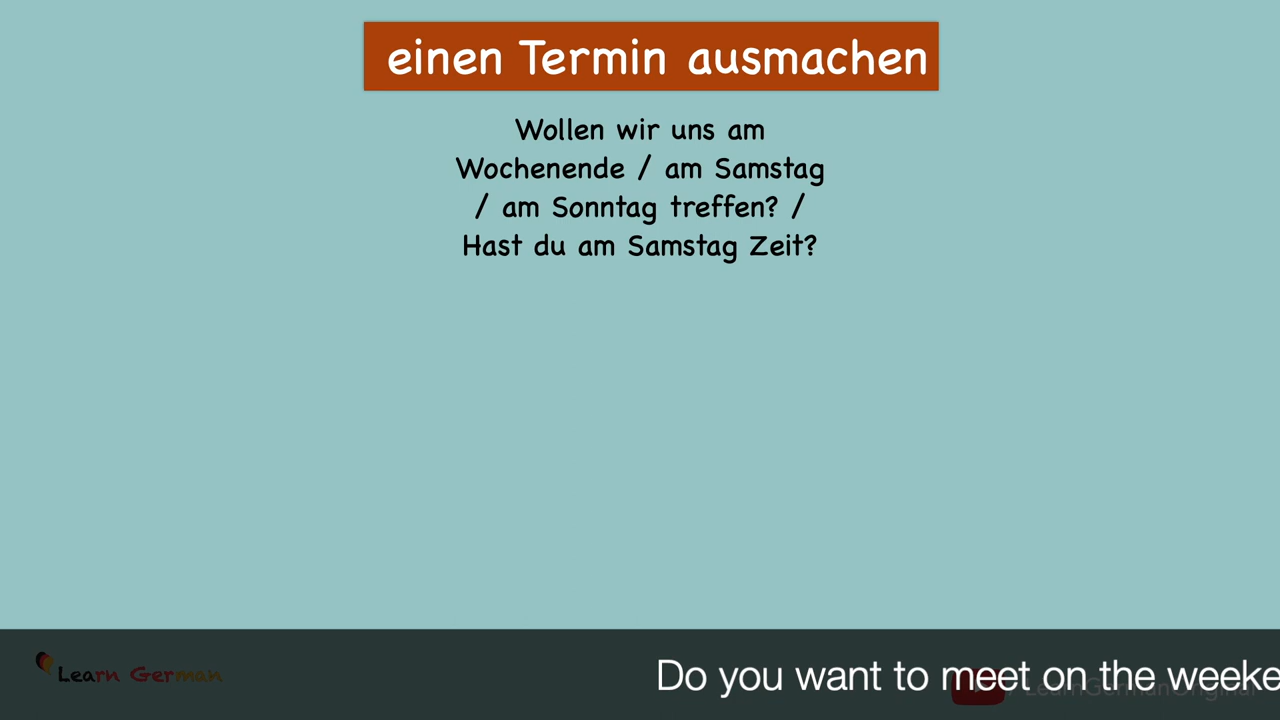 einen Termin ausmachen
Wollen wir uns am
Wochenende / am Samstag
/ am Sonntag treffen? /
Hast du am Samstag Zeit?
Learn German
Do you want to meet on the weeke
/ LearnGermanOriginal